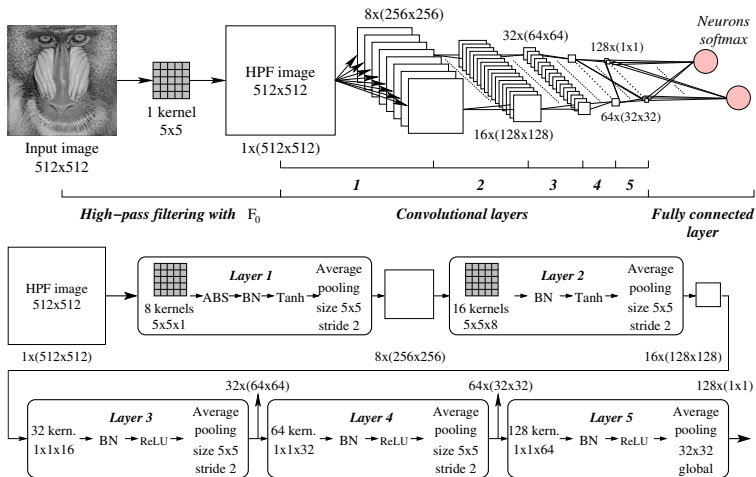 8x(256x256)
32x(64x64)
128x(1x1)
Neurons
softmax
HPF image
512x512
1 kernel
5x5
Input image
512x512
1x(512x512)
16x(128x128)
64x(32x32)
1
2
3
4
5
High-pass filtering with F0
Convolutional layers
Fully connected
layer
HPF image
512x512
1x(512x512)
Layer 1
8 kernels
5x5x1
ABS
BN
Tanh
Average
pooling
size 5x5
stride 2
8x(256x256)
Layer 2
16 kernels
5x5x8
BN
Tanh
Average
pooling
size 5x5
stride 2
16x(128x128)
Layer 3
32 kern.
1x1x16
BN
ReLU
Average
pooling
size 5x5
stride 2
32x(64x64)
Layer 4
64 kern.
1x1x32
BN
ReLU
Average
pooling
size 5x5
stride 2
64x(32x32)
Layer 5
128 kern.
1x1x64
BN
ReLU
Average
pooling
32x32
global
128x(1x1)